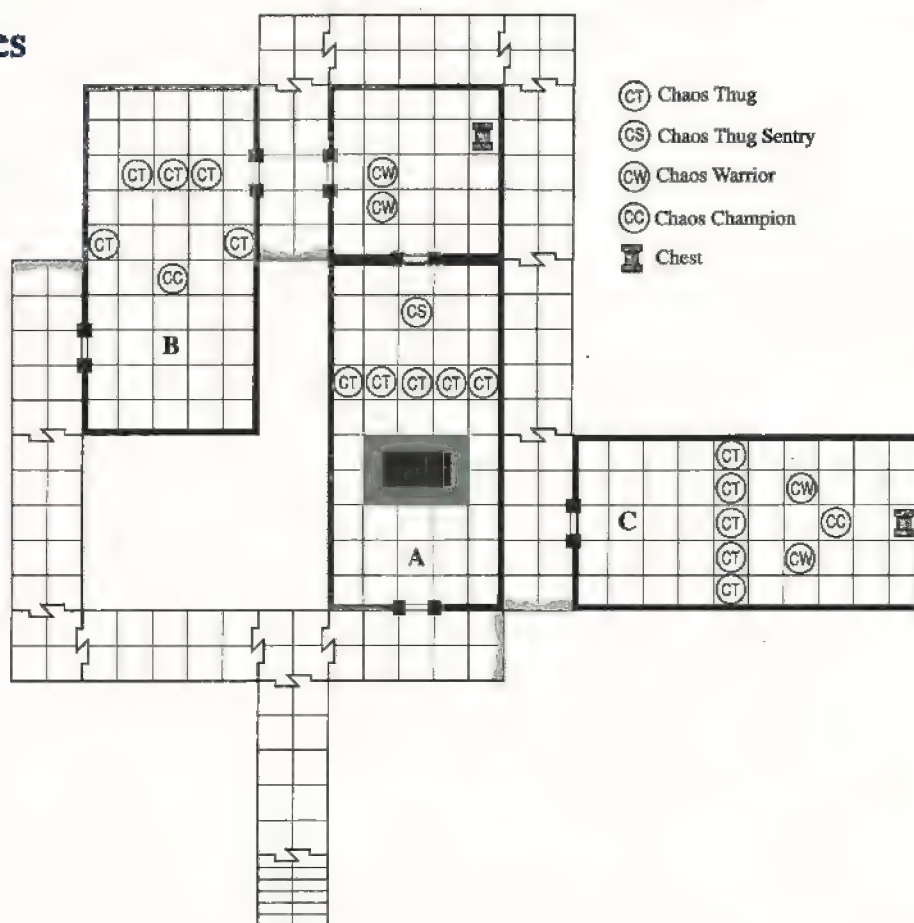 es
CT Chaos Thug
CS Chaos Thug Sentry
CW Chaos Warrior
CC Chaos Champion
Chest
CT CT CT
CW
CW
CT CT
CC
CS
B
CT CT CT CT CT
CT
CT CW
C CT CC
A CT CW
CT